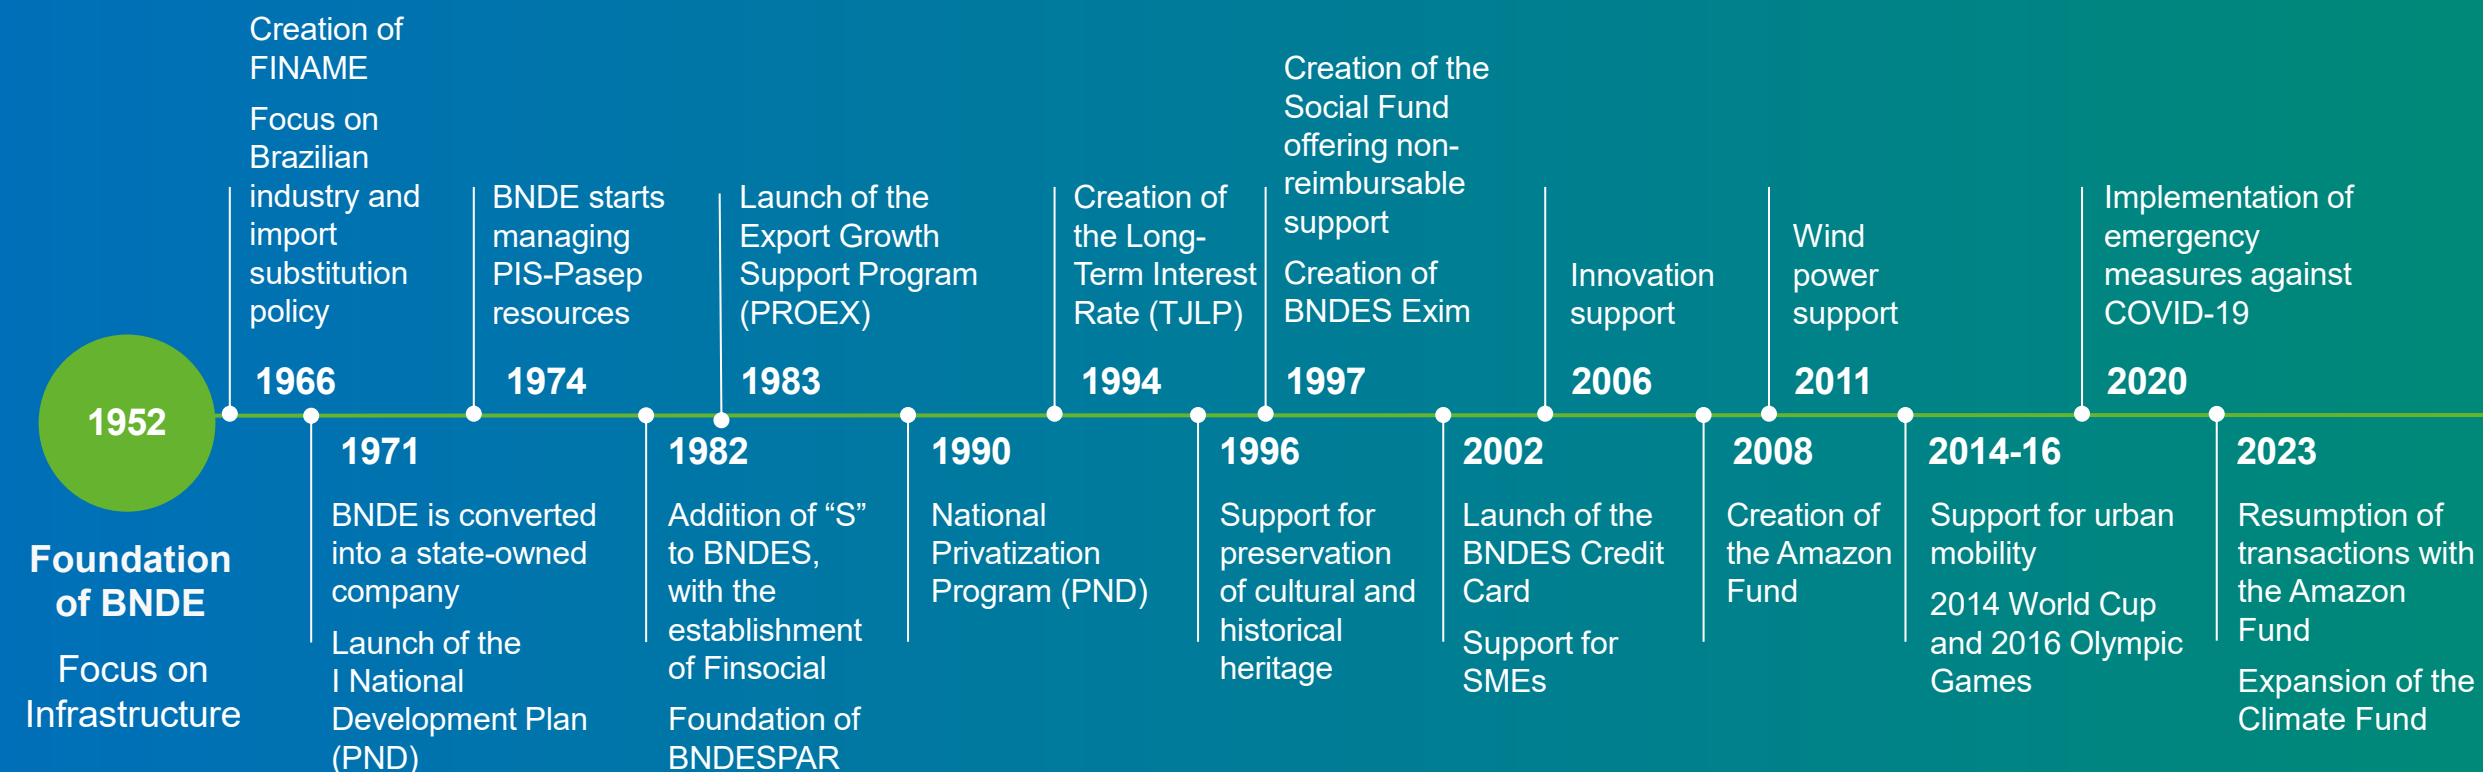 1952
Foundation
of BNDE
Focus on
Infrastructure
Creation of
FINAME
Focus on
Brazilian
industry and
import
substitution
policy
1966
1971
BNDE is converted
into a state-owned
company
Launch of the
I National
Development Plan
(PND)
BNDE starts
managing
PIS-Pasep
resources
1974
1982
Addition of “S”
to BNDES,
with the
establishment
of Finsocial
Foundation of
BNDESPAR
Launch of the
Export Growth
Support Program
(PROEX)
1983
1990
National
Privatization
Program (PND)
Creation of
the Long-
Term Interest
Rate (TJLP)
1994
1996
Support for
preservation
of cultural and
historical
heritage
Creation of the
Social Fund
offering non-
reimbursable
support
Creation of
BNDES Exim
1997
2002
Launch of the
BNDES Credit
Card
Support for
SMEs
Innovation
support
2006
2008
Creation of
the Amazon
Fund
Wind
power
support
2011
2014-16
Support for urban
mobility
2014 World Cup
and 2016 Olympic
Games
Implementation of
emergency
measures against
COVID-19
2020
2023
Resumption of
transactions with
the Amazon
Fund
Expansion of the
Climate Fund